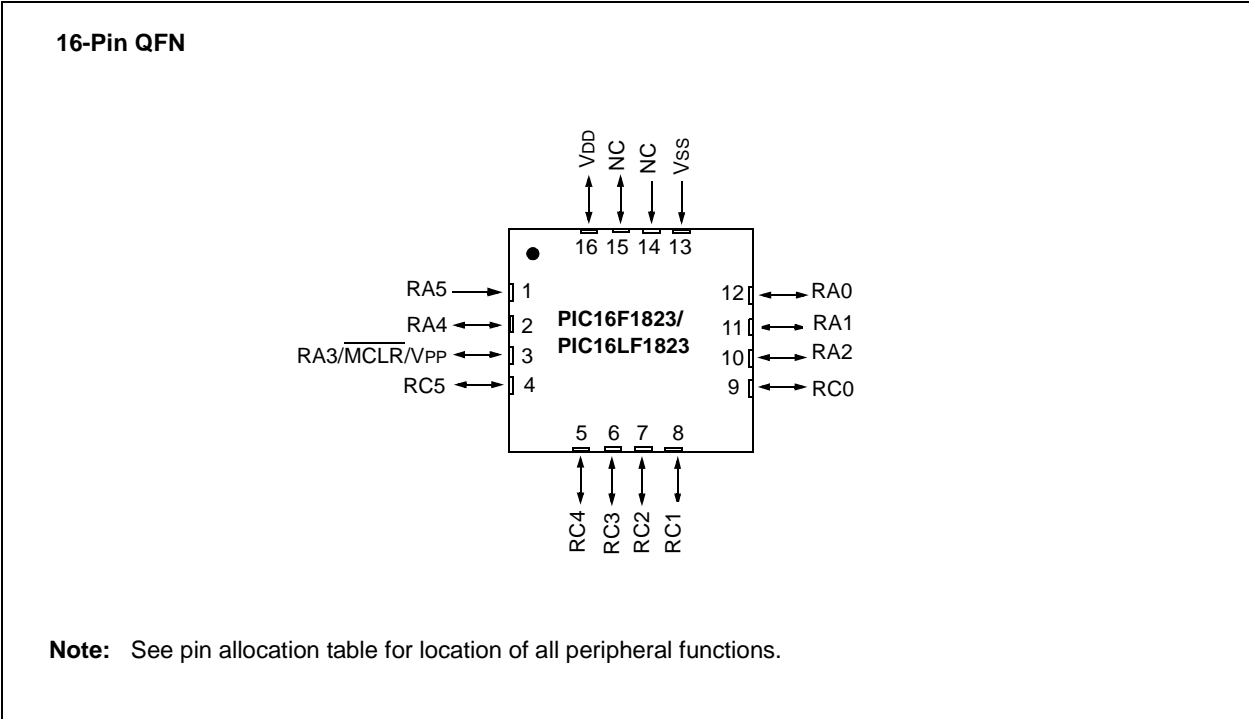 16-Pin QFN
VDD
NC
NC
VSS
16 15 14 13
RA5 1
RA4 2
RA3/M̅C̅L̅R̅/VPP 3
RC5 4
PIC16F1823/
PIC16LF1823
12 RA0
11 RA1
10 RA2
9 RC0
5 6 7 8
RC4
RC3
RC2
RC1
Note: See pin allocation table for location of all peripheral functions.